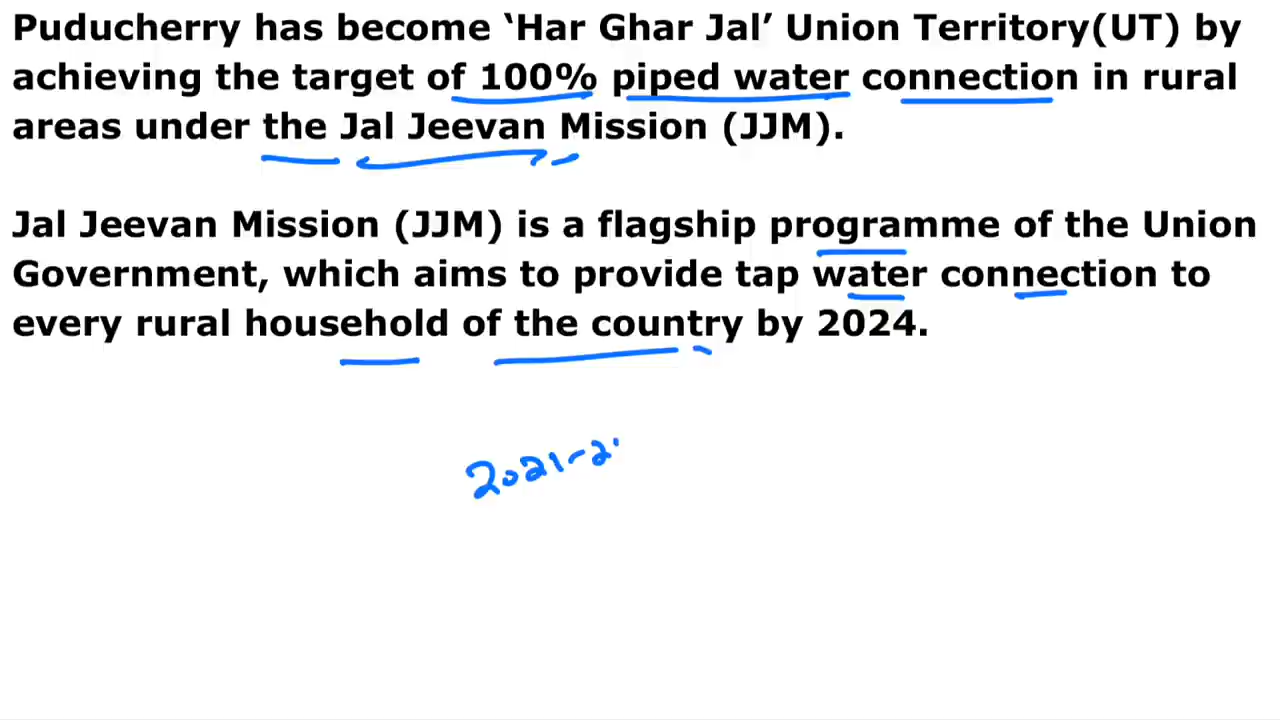 Puducherry has become ‘Har Ghar Jal’ Union Territory(UT) by
achieving the target of 100% piped water connection in rural
areas under the Jal Jeevan Mission (JJM).
Jal Jeevan Mission (JJM) is a flagship programme of the Union
Government, which aims to provide tap water connection to
every rural household of the country by 2024.
2021-2